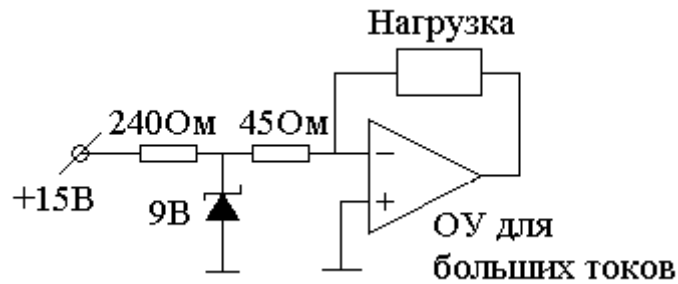 Нагрузка
240Ом 45Ом
+15В
9В
−
+
ОУ для
больших токов